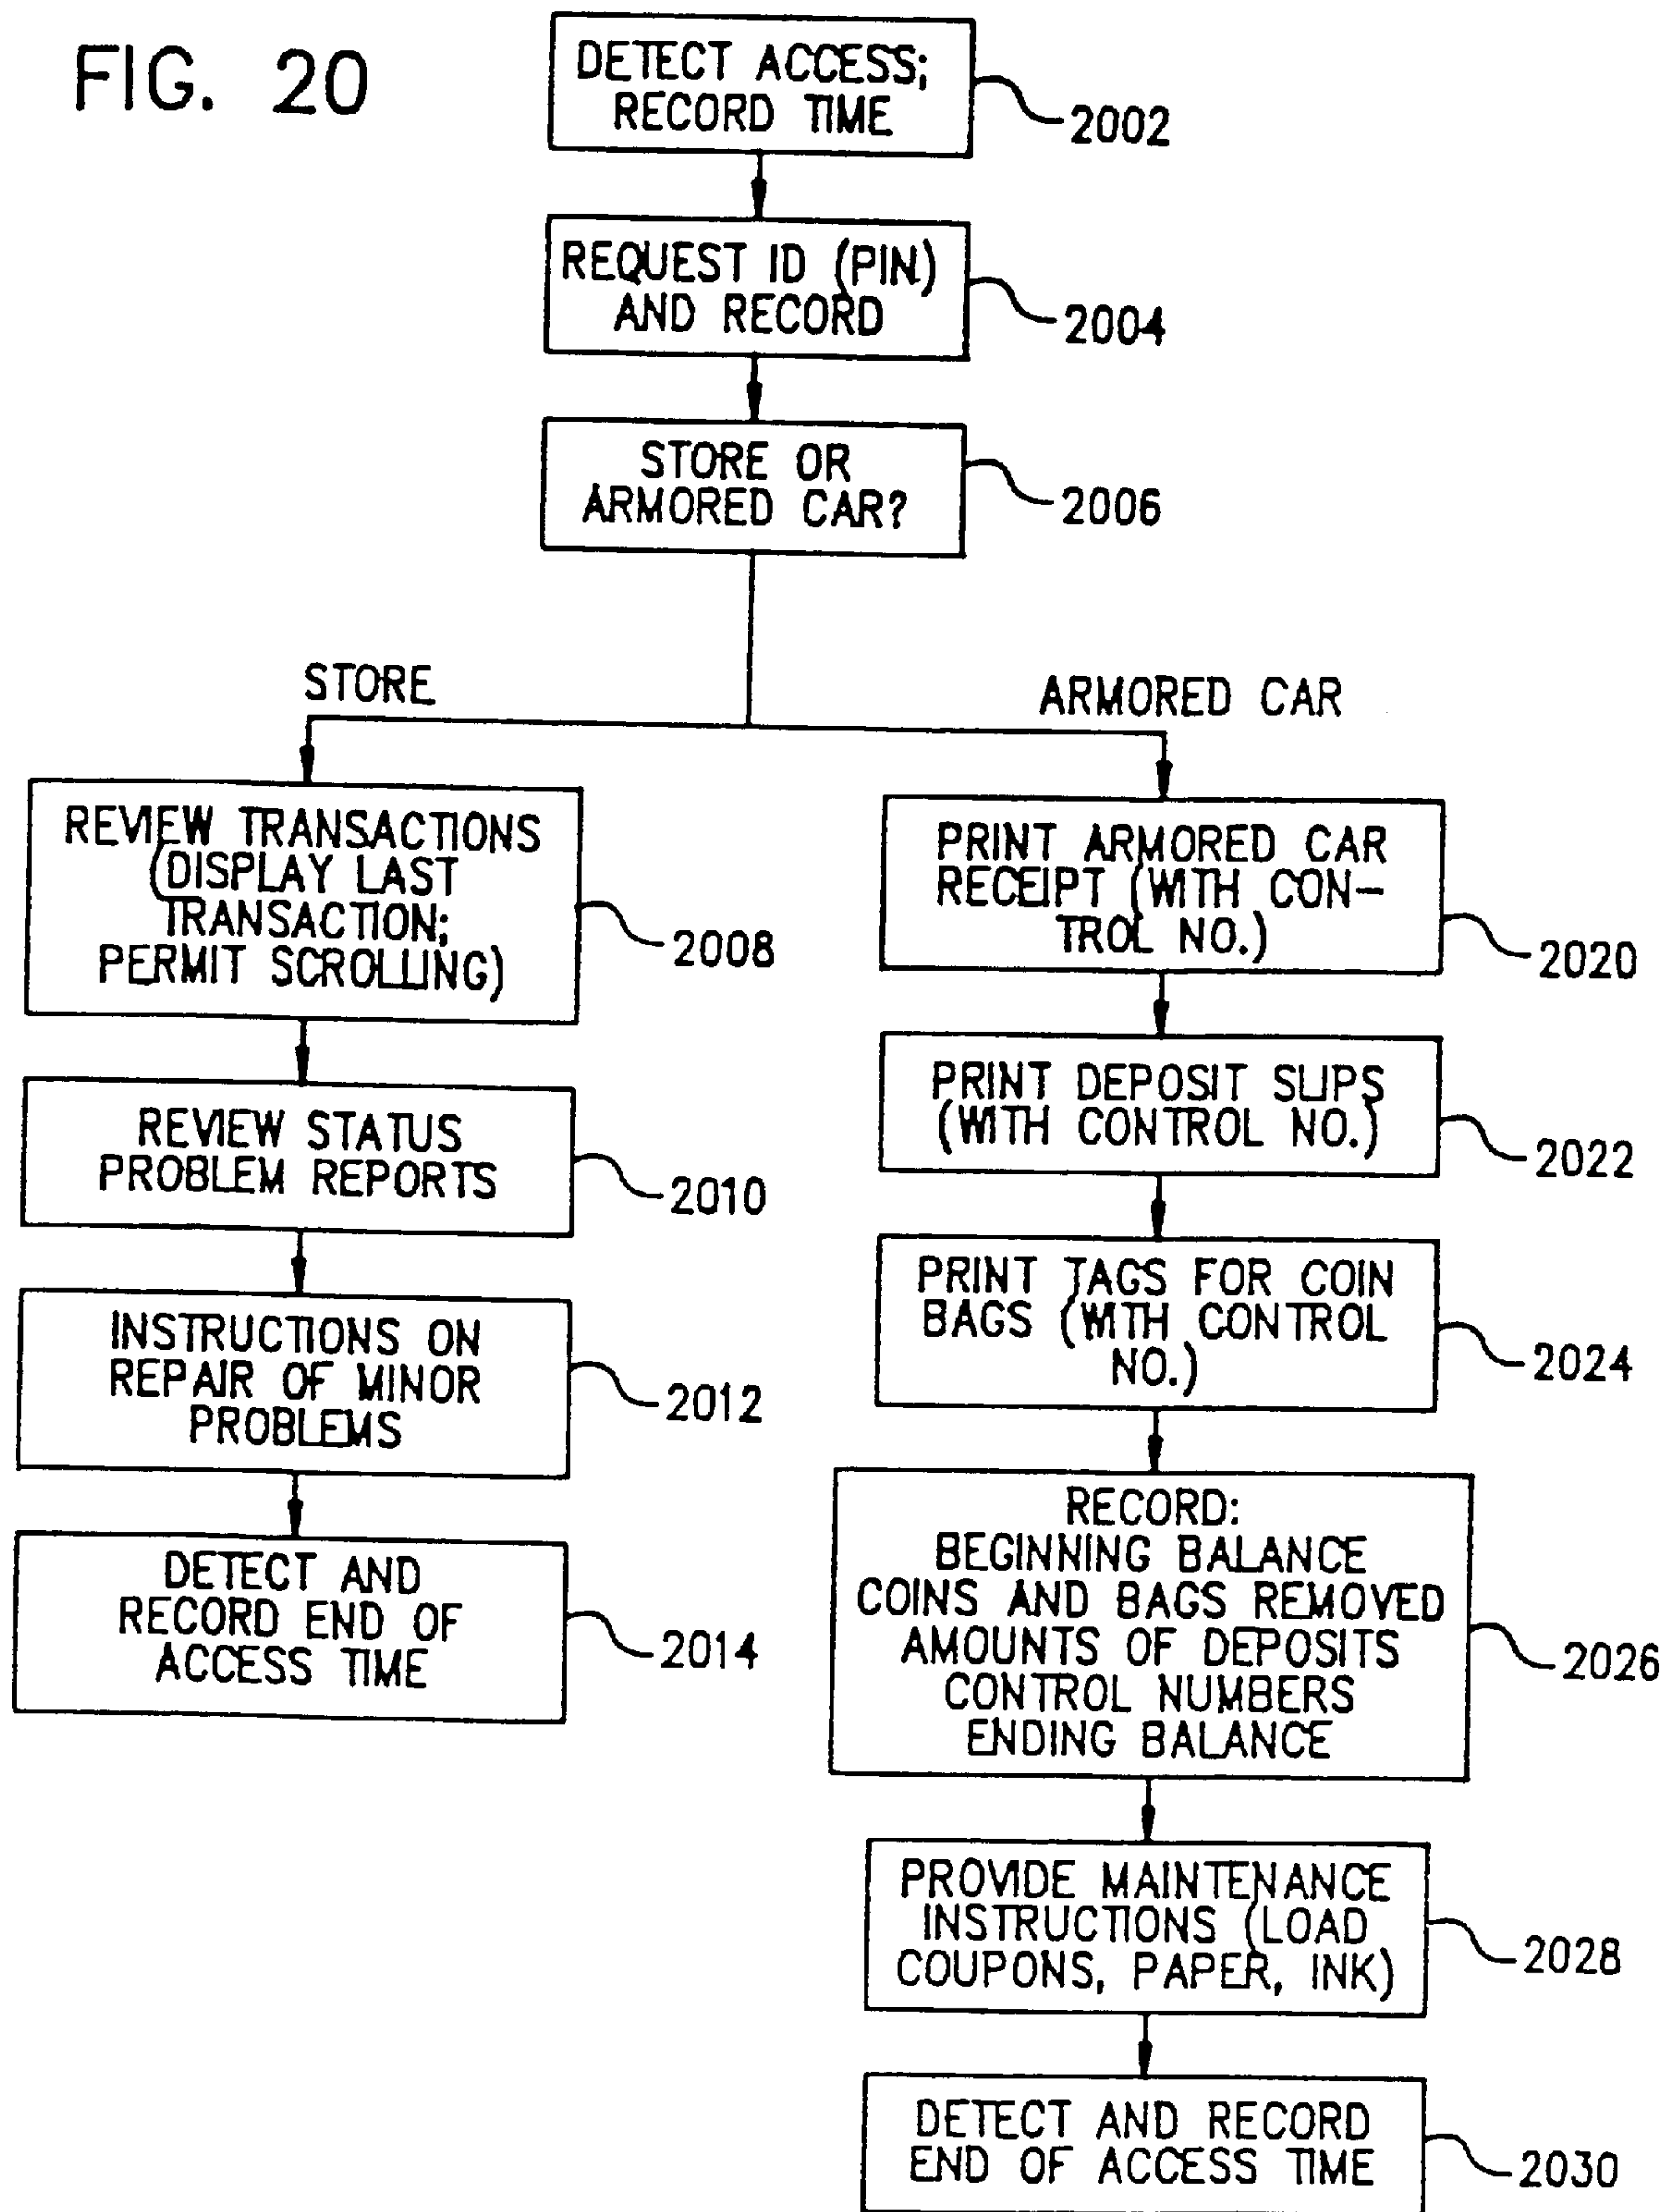 FIG. 20
DETECT ACCESS;
RECORD TIME
2002
REQUEST ID (PIN)
AND RECORD
2004
STORE OR
ARMORED CAR?
2006
STORE
ARMORED CAR
REVIEW TRANSACTIONS
(DISPLAY LAST
TRANSACTION;
PERMIT SCROLLING)
2008
REVIEW STATUS
PROBLEM REPORTS
2010
INSTRUCTIONS ON
REPAIR OF MINOR
PROBLEMS
2012
DETECT AND
RECORD END OF
ACCESS TIME
2014
PRINT ARMORED CAR
RECEIPT (WITH CON-
TROL NO.)
2020
PRINT DEPOSIT SLIPS
(WITH CONTROL NO.)
2022
PRINT TAGS FOR COIN
BAGS (WITH CONTROL
NO.)
2024
RECORD:
BEGINNING BALANCE
COINS AND BAGS REMOVED
AMOUNTS OF DEPOSITS
CONTROL NUMBERS
ENDING BALANCE
2026
PROVIDE MAINTENANCE
INSTRUCTIONS (LOAD
COUPONS, PAPER, INK)
2028
DETECT AND RECORD
END OF ACCESS TIME
2030